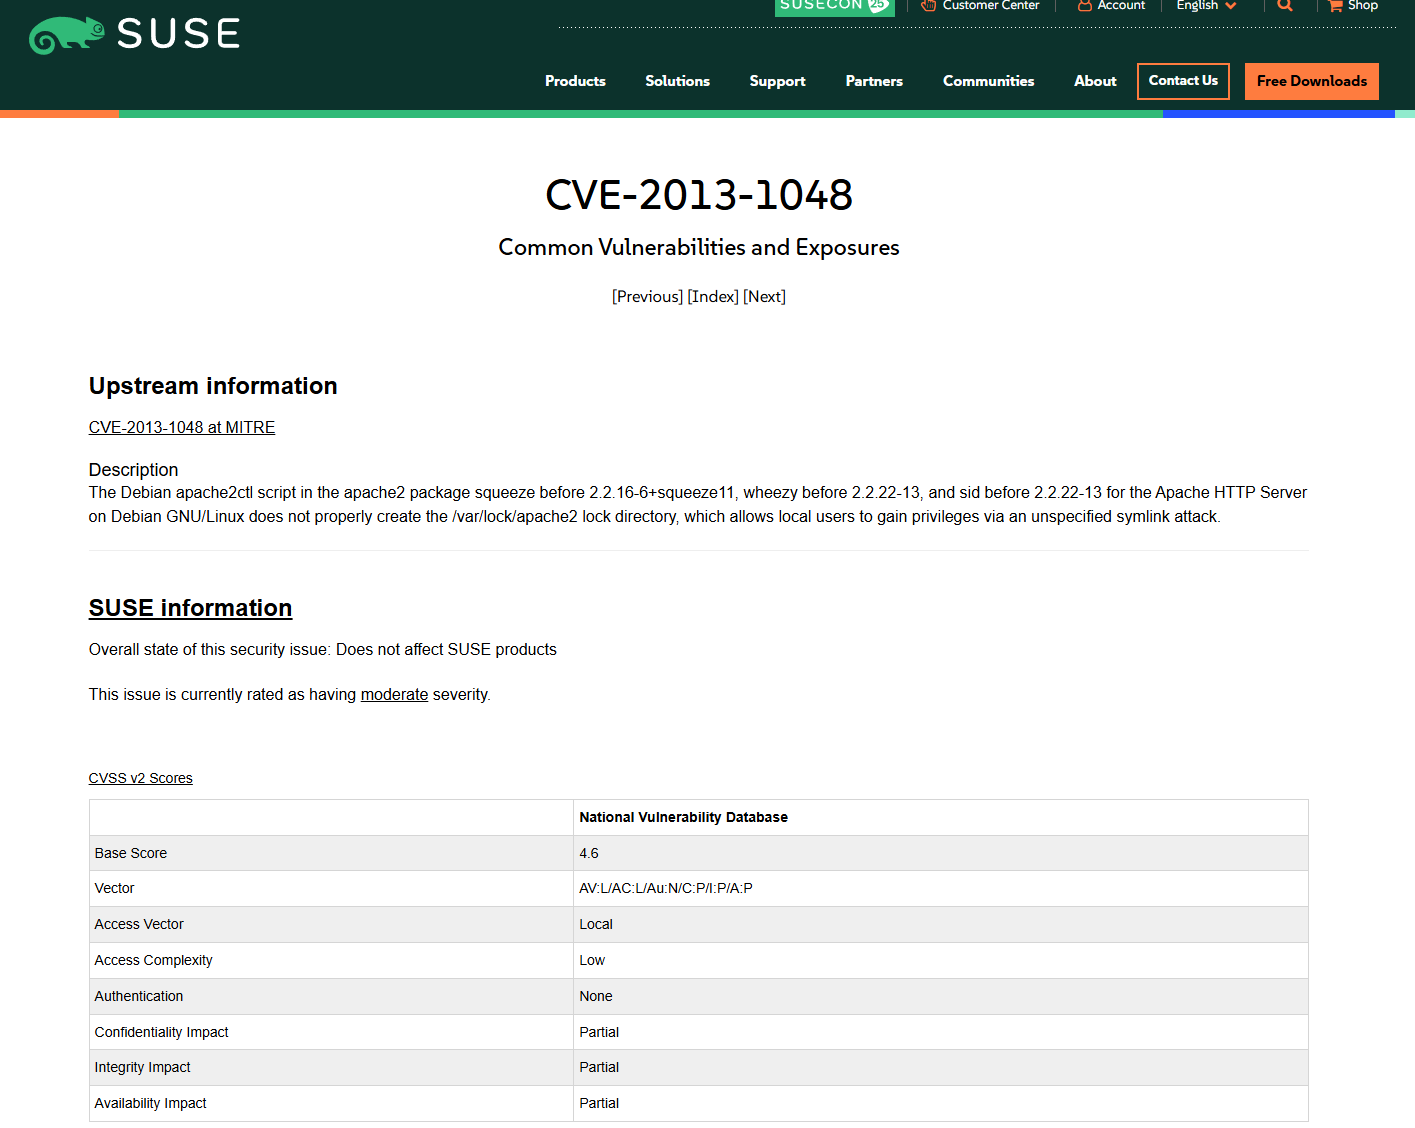 SUSECON 25
Customer Center
Account
English
Shop
SUSE
Products
Solutions
Support
Partners
Communities
About
Contact Us
Free Downloads
CVE-2013-1048
Common Vulnerabilities and Exposures
[Previous] [Index] [Next]
Upstream information
CVE-2013-1048 at MITRE
Description
The Debian apache2ctl script in the apache2 package squeeze before 2.2.16-6+squeeze11, wheezy before 2.2.22-13, and sid before 2.2.22-13 for the Apache HTTP Server
on Debian GNU/Linux does not properly create the /var/lock/apache2 lock directory, which allows local users to gain privileges via an unspecified symlink attack.
SUSE information
Overall state of this security issue: Does not affect SUSE products
This issue is currently rated as having moderate severity.
CVSS v2 Scores
National Vulnerability Database
Base Score 4.6
Vector AV:L/AC:L/Au:N/C:P/I:P/A:P
Access Vector Local
Access Complexity Low
Authentication None
Confidentiality Impact Partial
Integrity Impact Partial
Availability Impact Partial